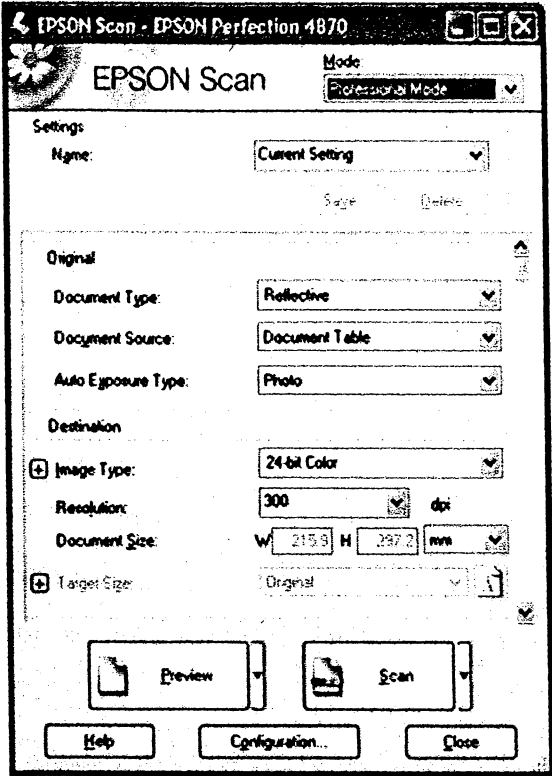 EPSON Scan - EPSON Perfection 4870
EPSON Scan
Mode:
Professional Mode
Settings
Name: Current Setting
Save Delete
Original
Document Type: Reflective
Document Source: Document Table
Auto Exposure Type: Photo
Destination
Image Type: 24-bit Color
Resolution: 300 dpi
Document Size: W 215.9 H 297.2 mm
Target Size: Original
Preview Scan
Help Configuration... Close